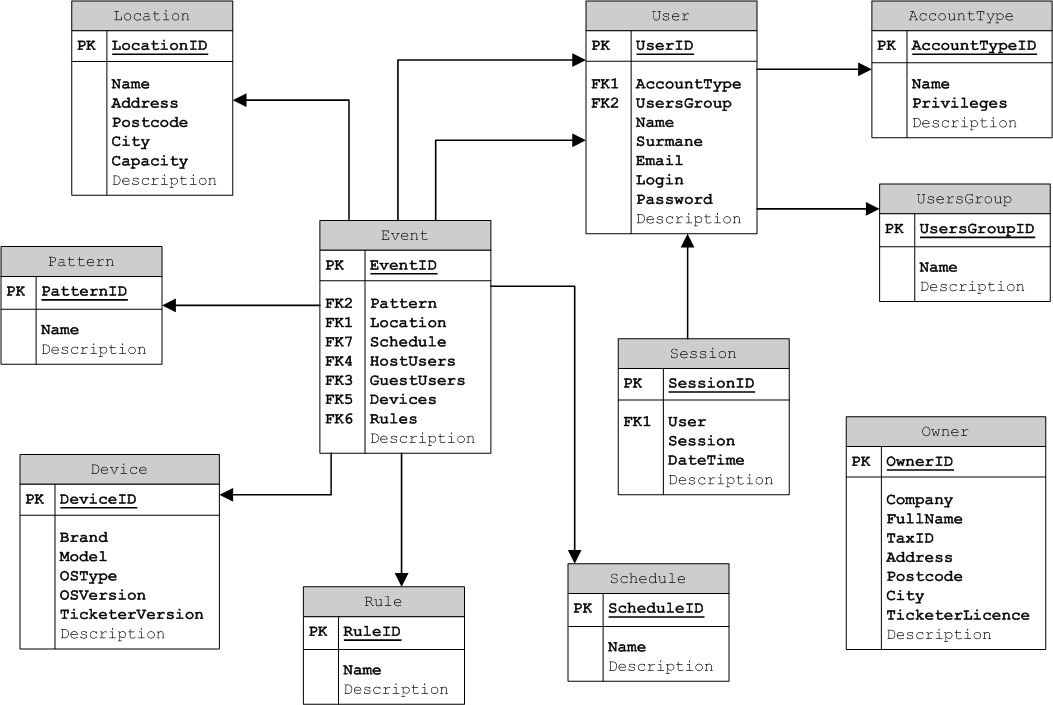 Location
PK LocationID
Name
Address
Postcode
City
Capacity
Description
User
PK UserID
FK1 AccountType
FK2 UsersGroup
Name
Surmane
Email
Login
Password
Description
AccountType
PK AccountTypeID
Name
Privileges
Description
UsersGroup
PK UsersGroupID
Name
Description
Pattern
PK PatternID
Name
Description
Event
PK EventID
FK2 Pattern
FK1 Location
FK7 Schedule
FK4 HostUsers
FK3 GuestUsers
FK5 Devices
FK6 Rules
Description
Session
PK SessionID
FK1 User
Session
DateTime
Description
Owner
PK OwnerID
Company
FullName
TaxID
Address
Postcode
City
TicketerLicence
Description
Device
PK DeviceID
Brand
Model
OSType
OSVersion
TicketerVersion
Description
Rule
PK RuleID
Name
Description
Schedule
PK ScheduleID
Name
Description